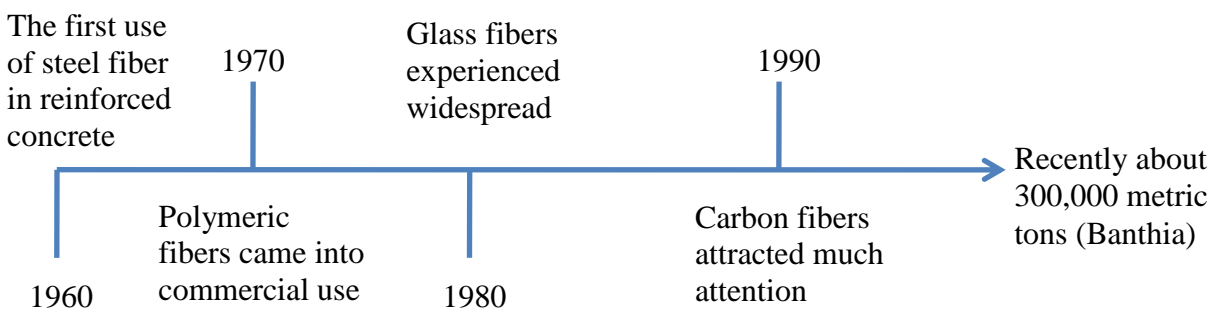 The first use
of steel fiber
in reinforced
concrete
1960
1970
Polymeric
fibers came into
commercial use
Glass fibers
experienced
widespread
1980
1990
Carbon fibers
attracted much
attention
Recently about
300,000 metric
tons (Banthia)